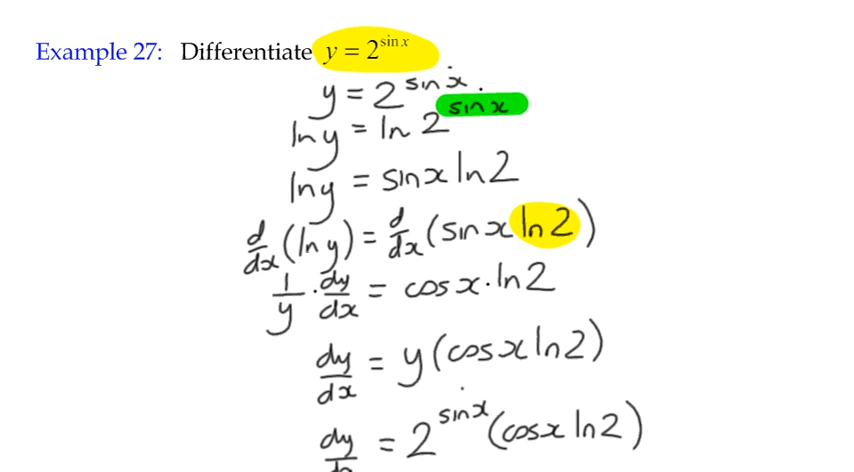 Example 27: Differentiate y = 2^sin x
y = 2^sin x.
ln y = ln 2^sin x
ln y = sin x ln 2
d/dx (ln y) = d/dx (sin x ln 2)
1/y · dy/dx = cos x · ln 2
dy/dx = y (cos x ln 2)
dy/dx = 2^sin x (cos x ln 2)